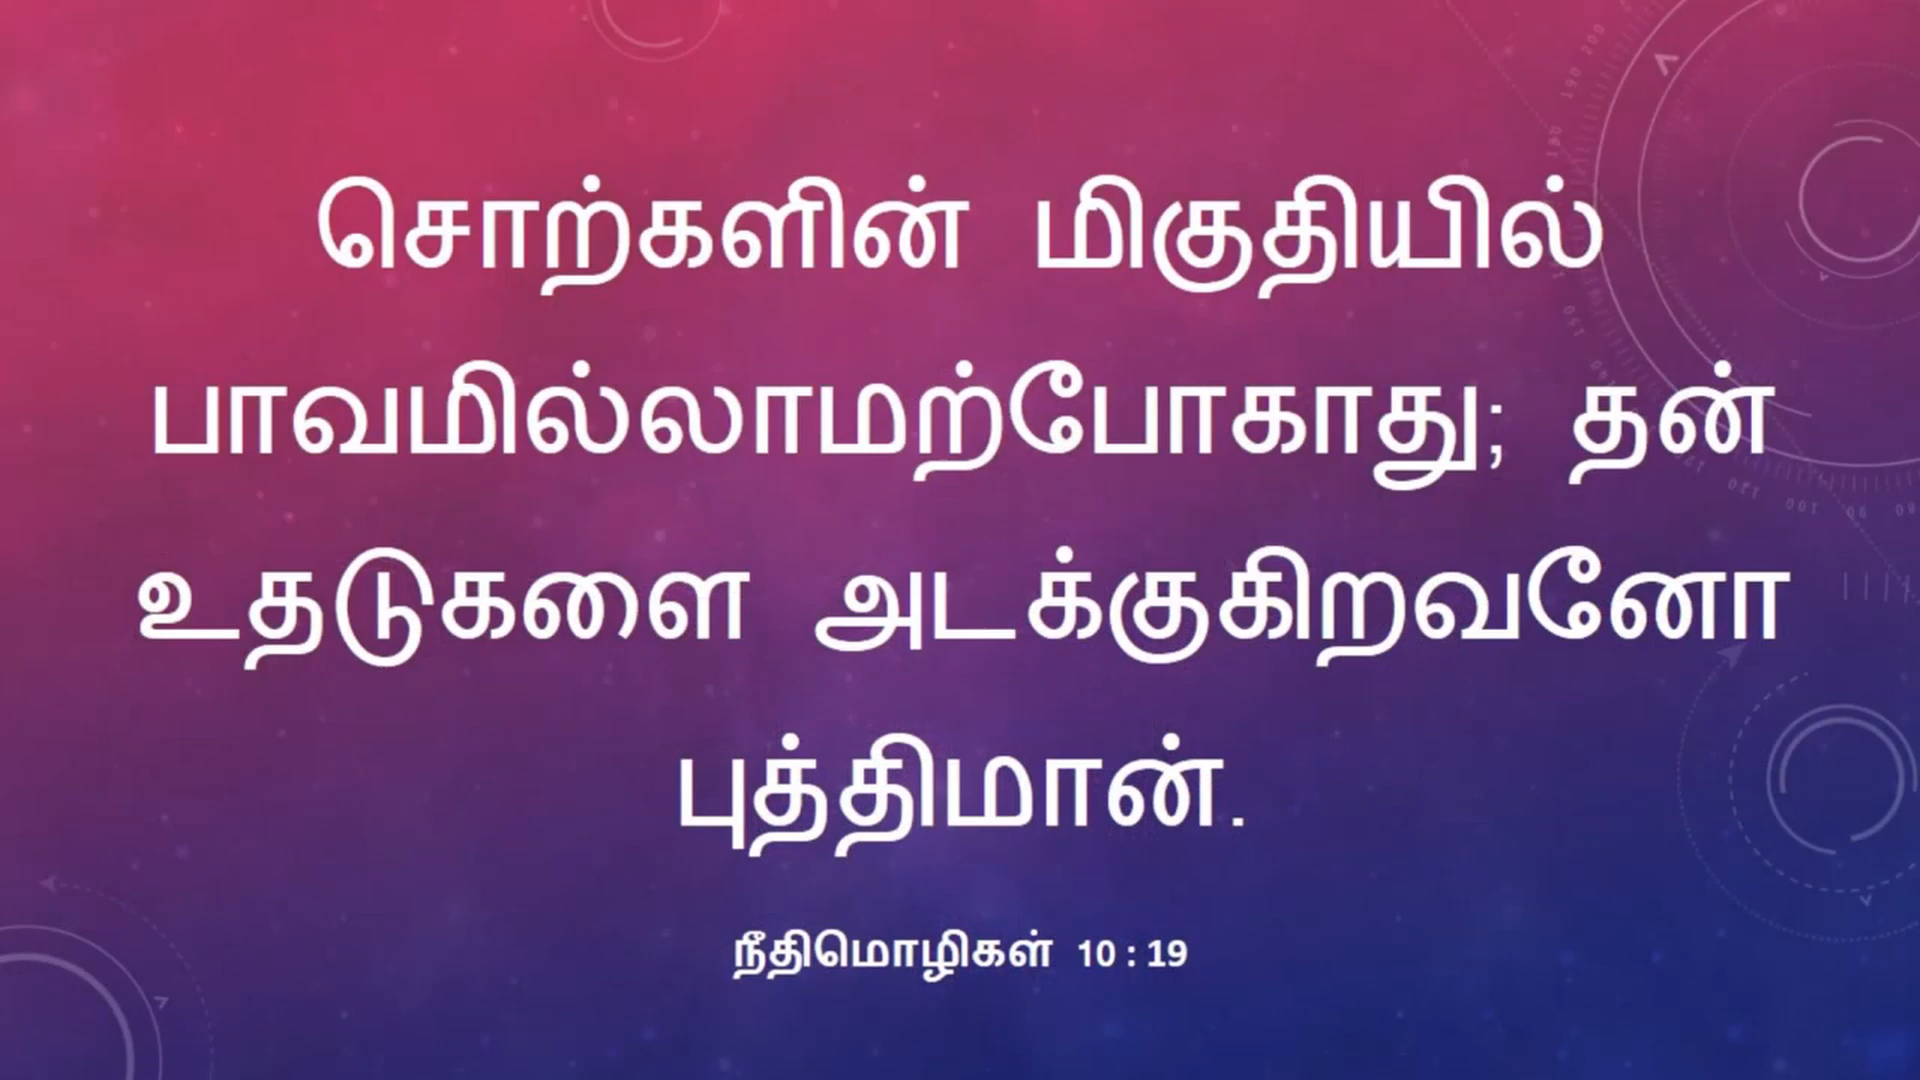 சொற்களின் மிகுதியில்
பாவமில்லாமற்போகாது; தன்
உதடுகளை அடக்குகிறவனோ
புத்திமான்.
நீதிமொழிகள் 10 : 19